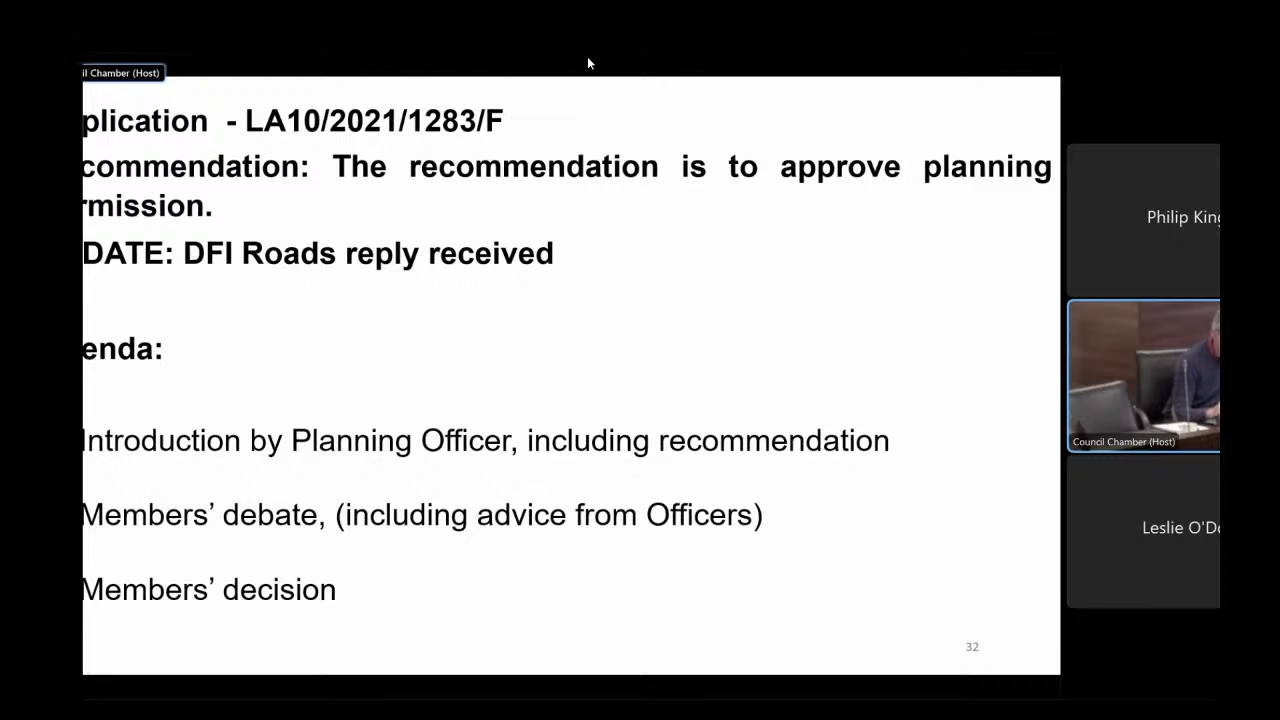 il Chamber (Host)
plication - LA10/2021/1283/F
commendation: The recommendation is to approve planning
rmission.
DATE: DFI Roads reply received
enda:
Introduction by Planning Officer, including recommendation
Members’ debate, (including advice from Officers)
Members’ decision
32
Philip King
Council Chamber (Host)
Leslie O'Do